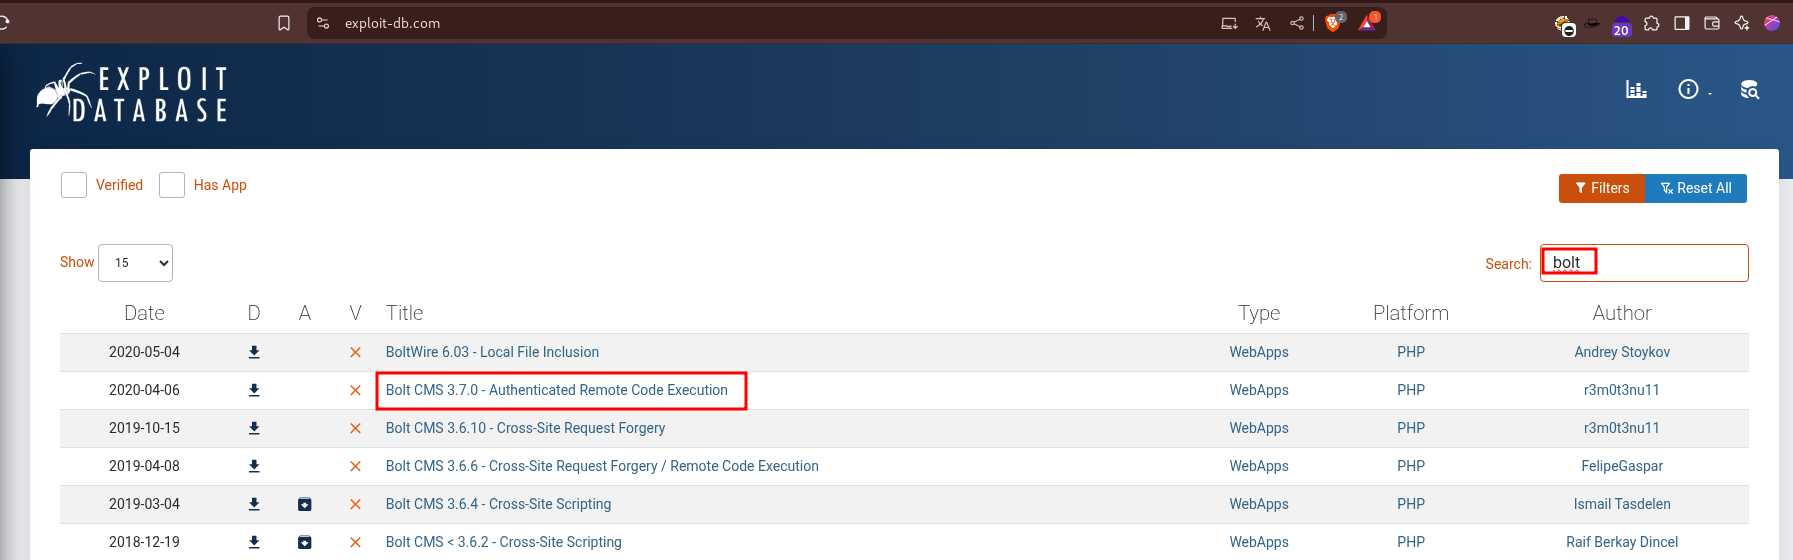 exploit-db.com
2
1
20
EXPLOIT
DATABASE
Verified
Has App
Filters
Reset All
Show 15
Search: bolt
Date D A V Title Type Platform Author
2020-05-04 BoltWire 6.03 - Local File Inclusion WebApps PHP Andrey Stoykov
2020-04-06 Bolt CMS 3.7.0 - Authenticated Remote Code Execution WebApps PHP r3m0t3nu11
2019-10-15 Bolt CMS 3.6.10 - Cross-Site Request Forgery WebApps PHP r3m0t3nu11
2019-04-08 Bolt CMS 3.6.6 - Cross-Site Request Forgery / Remote Code Execution WebApps PHP FelipeGaspar
2019-03-04 Bolt CMS 3.6.4 - Cross-Site Scripting WebApps PHP Ismail Tasdelen
2018-12-19 Bolt CMS < 3.6.2 - Cross-Site Scripting WebApps PHP Raif Berkay Dincel